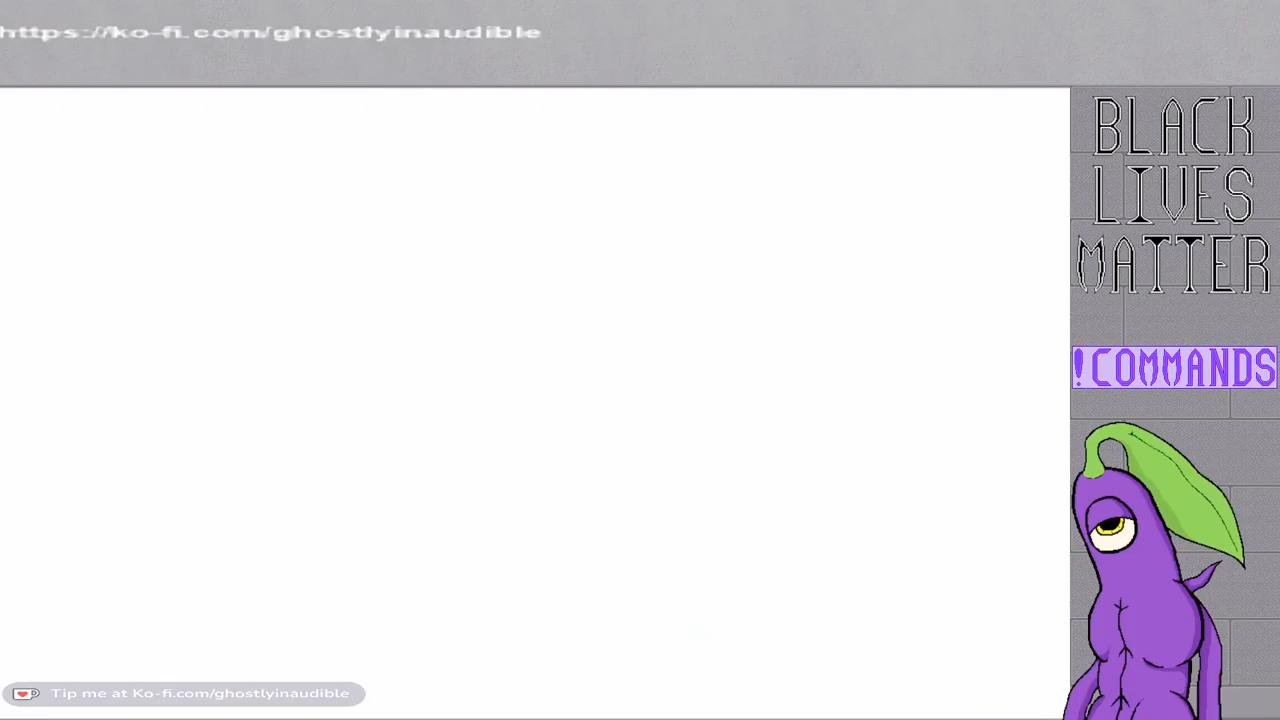 https://ko-fi.com/ghostlyinaudible
BLACK
LIVES
MATTER
!COMMANDS
Tip me at Ko-fi.com/ghostlyinaudible